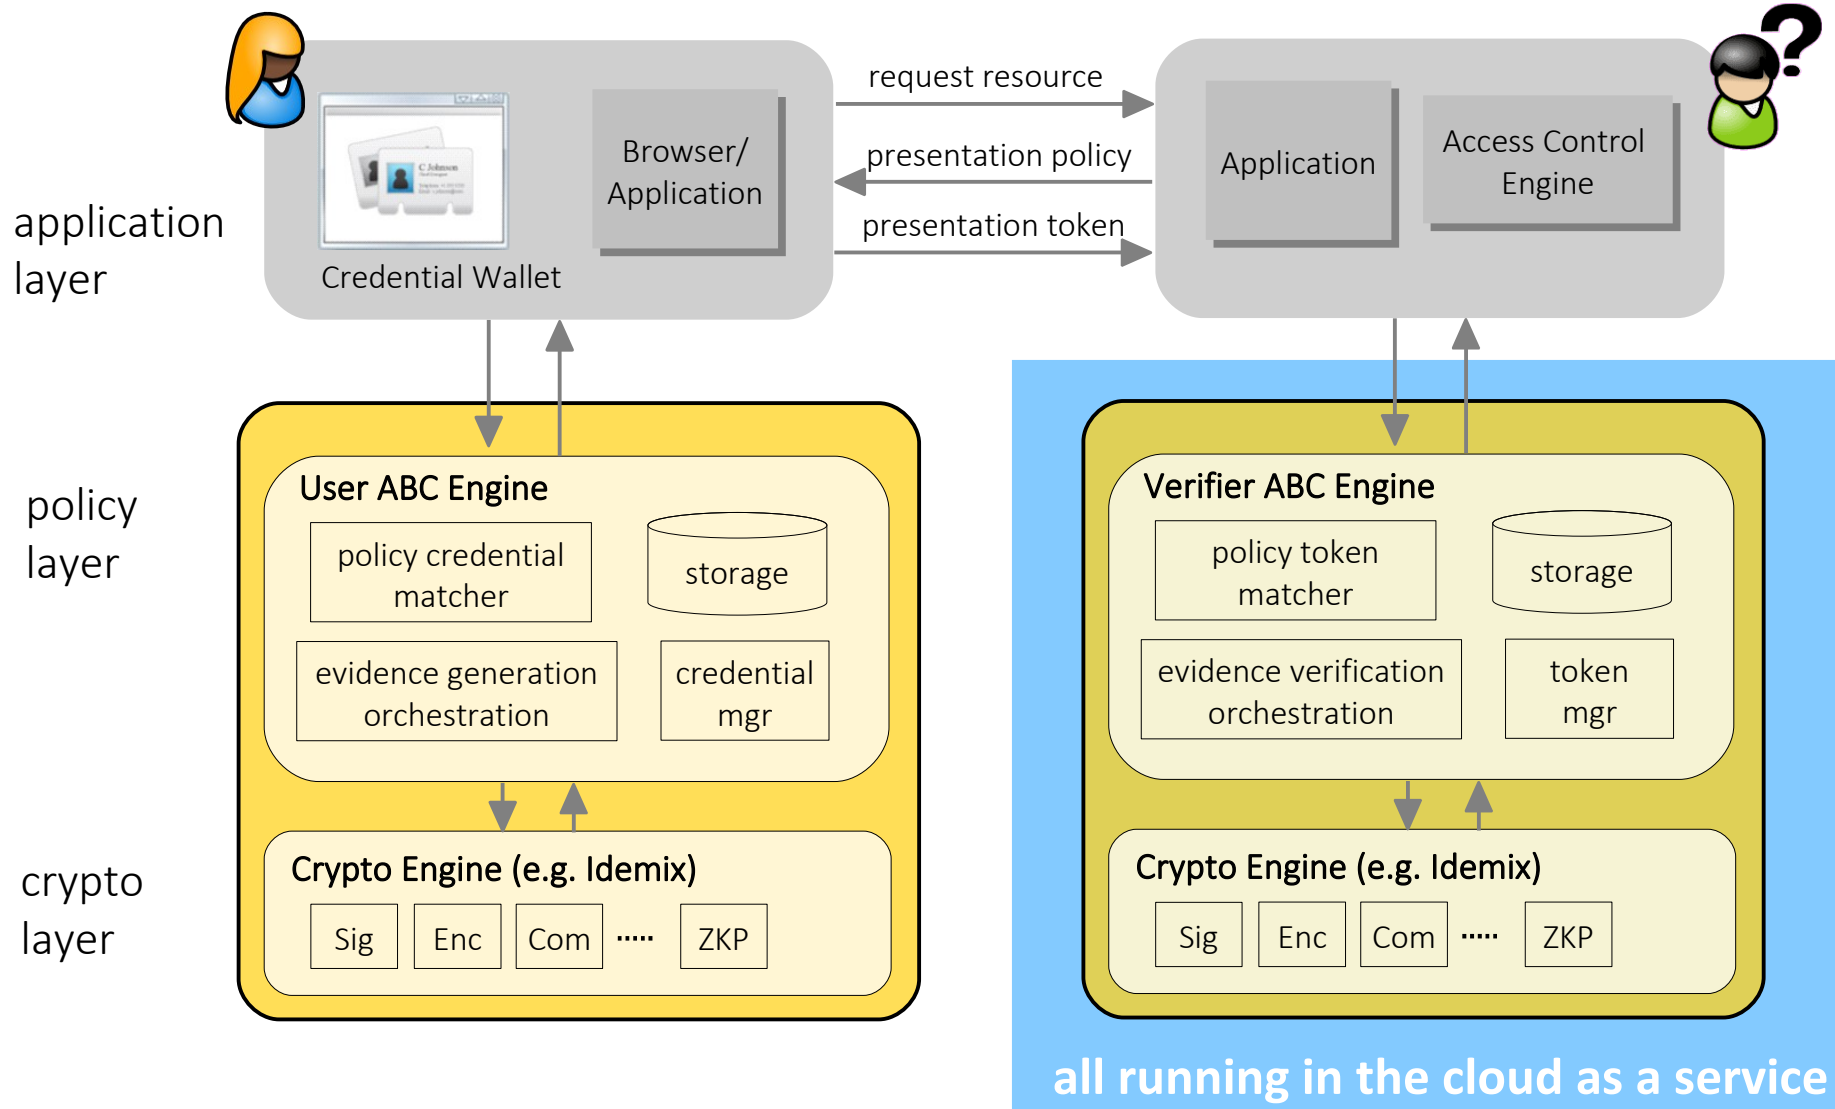 request resource
presentation policy
presentation token
C Johnson
Credential Wallet
Browser/
Application
Application
Access Control
Engine
application
layer
policy
layer
crypto
layer
User ABC Engine
policy credential
matcher
storage
evidence generation
orchestration
credential
mgr
Crypto Engine (e.g. Idemix)
Sig
Enc
Com
.....
ZKP
Verifier ABC Engine
policy token
matcher
storage
evidence verification
orchestration
token
mgr
Crypto Engine (e.g. Idemix)
Sig
Enc
Com
.....
ZKP
all running in the cloud as a service